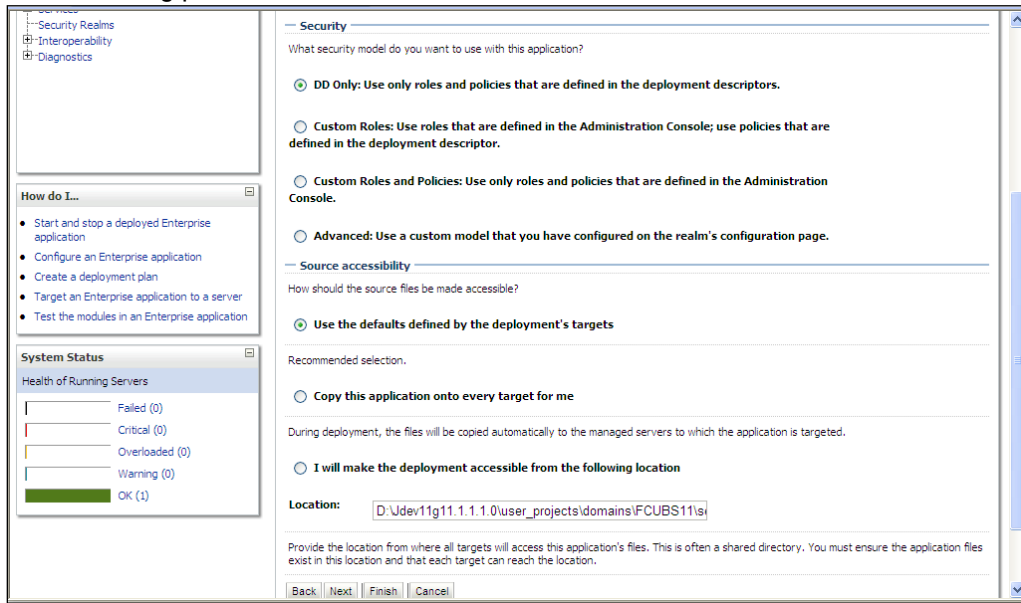 Security Realms
Interoperability
Diagnostics
How do I...
Start and stop a deployed Enterprise
application
Configure an Enterprise application
Create a deployment plan
Target an Enterprise application to a server
Test the modules in an Enterprise application
System Status
Health of Running Servers
Failed (0)
Critical (0)
Overloaded (0)
Warning (0)
OK (1)
Security
What security model do you want to use with this application?
DD Only: Use only roles and policies that are defined in the deployment descriptors.
Custom Roles: Use roles that are defined in the Administration Console; use policies that are
defined in the deployment descriptor.
Custom Roles and Policies: Use only roles and policies that are defined in the Administration
Console.
Advanced: Use a custom model that you have configured on the realm's configuration page.
Source accessibility
How should the source files be made accessible?
Use the defaults defined by the deployment's targets
Recommended selection.
Copy this application onto every target for me
During deployment, the files will be copied automatically to the managed servers to which the application is targeted.
I will make the deployment accessible from the following location
Location: D:\Jdev11g11.1.1.1.0\user_projects\domains\FCUBS11\se
Provide the location from where all targets will access this application's files. This is often a shared directory. You must ensure the application files
exist in this location and that each target can reach the location.
Back Next Finish Cancel